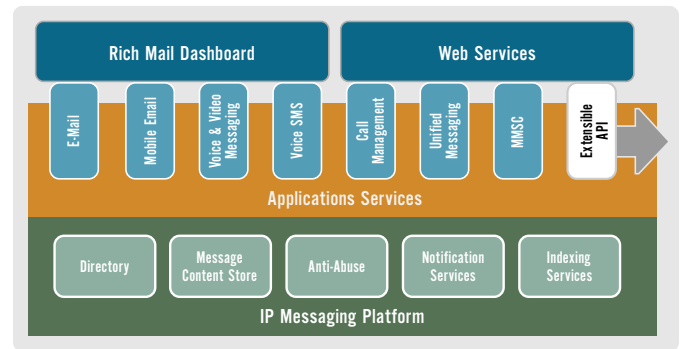 Rich Mail Dashboard
Web Services
E-Mail
Mobile Email
Voice & Video
Messaging
Voice SMS
Call
Management
Unified
Messaging
MMSC
Extensible
API
Applications Services
Directory
Message
Content Store
Anti-Abuse
Notification
Services
Indexing
Services
IP Messaging Platform